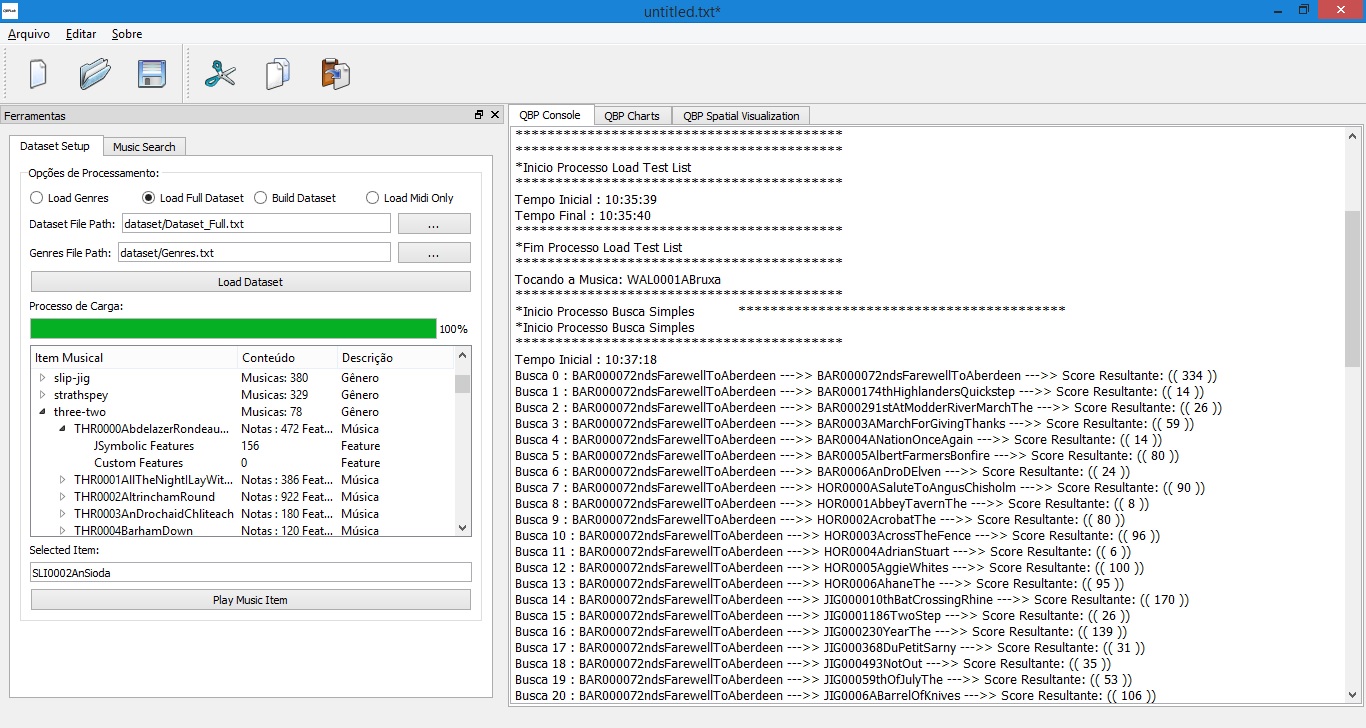 untitled.txt*
Arquivo Editar Sobre
Ferramentas
Dataset Setup Music Search
Opções de Processamento:
Load Genres Load Full Dataset Build Dataset Load Midi Only
Dataset File Path: dataset/Dataset_Full.txt ...
Genres File Path: dataset/Genres.txt ...
Load Dataset
Processo de Carga:
100%
Item Musical Conteúdo Descrição
slip-jig Musicas: 380 Gênero
strathspey Musicas: 329 Gênero
three-two Musicas: 78 Gênero
THR0000AbdelazerRondeau... Notas : 472 Feat... Música
JSymbolic Features 156 Feature
Custom Features 0 Feature
THR0001AllTheNightILayWit... Notas : 386 Feat... Música
THR0002AltrinchamRound Notas : 922 Feat... Música
THR0003AnDrochaidChliteach Notas : 180 Feat... Música
THR0004BarhamDown Notas : 120 Feat... Música
Selected Item:
SLI0002AnSioda
Play Music Item
QBP Console QBP Charts QBP Spatial Visualization
*****************************************
*****************************************
*Inicio Processo Load Test List
*****************************************
Tempo Inicial : 10:35:39
Tempo Final : 10:35:40
*****************************************
*Fim Processo Load Test List
*****************************************
Tocando a Musica: WAL0001ABruxa
*****************************************
*Inicio Processo Busca Simples *****************************************
*Inicio Processo Busca Simples
*****************************************
Tempo Inicial : 10:37:18
Busca 0 : BAR000072ndsFarewellToAberdeen --->> BAR000072ndsFarewellToAberdeen --->> Score Resultante: (( 334 ))
Busca 1 : BAR000072ndsFarewellToAberdeen --->> BAR000174thHighlandersQuickstep --->> Score Resultante: (( 14 ))
Busca 2 : BAR000072ndsFarewellToAberdeen --->> BAR000291stAtModderRiverMarchThe --->> Score Resultante: (( 26 ))
Busca 3 : BAR000072ndsFarewellToAberdeen --->> BAR0003AMarchForGivingThanks --->> Score Resultante: (( 59 ))
Busca 4 : BAR000072ndsFarewellToAberdeen --->> BAR0004ANationOnceAgain --->> Score Resultante: (( 14 ))
Busca 5 : BAR000072ndsFarewellToAberdeen --->> BAR0005AlbertFarmersBonfire --->> Score Resultante: (( 80 ))
Busca 6 : BAR000072ndsFarewellToAberdeen --->> BAR0006AnDroDElven --->> Score Resultante: (( 24 ))
Busca 7 : BAR000072ndsFarewellToAberdeen --->> HOR0000ASaluteToAngusChisholm --->> Score Resultante: (( 90 ))
Busca 8 : BAR000072ndsFarewellToAberdeen --->> HOR0001AbbeyTavernThe --->> Score Resultante: (( 8 ))
Busca 9 : BAR000072ndsFarewellToAberdeen --->> HOR0002AcrobatThe --->> Score Resultante: (( 80 ))
Busca 10 : BAR000072ndsFarewellToAberdeen --->> HOR0003AcrossTheFence --->> Score Resultante: (( 96 ))
Busca 11 : BAR000072ndsFarewellToAberdeen --->> HOR0004AdrianStuart --->> Score Resultante: (( 6 ))
Busca 12 : BAR000072ndsFarewellToAberdeen --->> HOR0005AggieWhites --->> Score Resultante: (( 100 ))
Busca 13 : BAR000072ndsFarewellToAberdeen --->> HOR0006AhaneThe --->> Score Resultante: (( 95 ))
Busca 14 : BAR000072ndsFarewellToAberdeen --->> JIG000010thBatCrossingRhine --->> Score Resultante: (( 170 ))
Busca 15 : BAR000072ndsFarewellToAberdeen --->> JIG0001186TwoStep --->> Score Resultante: (( 26 ))
Busca 16 : BAR000072ndsFarewellToAberdeen --->> JIG000230YearThe --->> Score Resultante: (( 139 ))
Busca 17 : BAR000072ndsFarewellToAberdeen --->> JIG000368DuPetitSarny --->> Score Resultante: (( 31 ))
Busca 18 : BAR000072ndsFarewellToAberdeen --->> JIG000493NotOut --->> Score Resultante: (( 35 ))
Busca 19 : BAR000072ndsFarewellToAberdeen --->> JIG00059thOfJulyThe --->> Score Resultante: (( 53 ))
Busca 20 : BAR000072ndsFarewellToAberdeen --->> JIG0006ABarrelOfKnives --->> Score Resultante: (( 106 ))